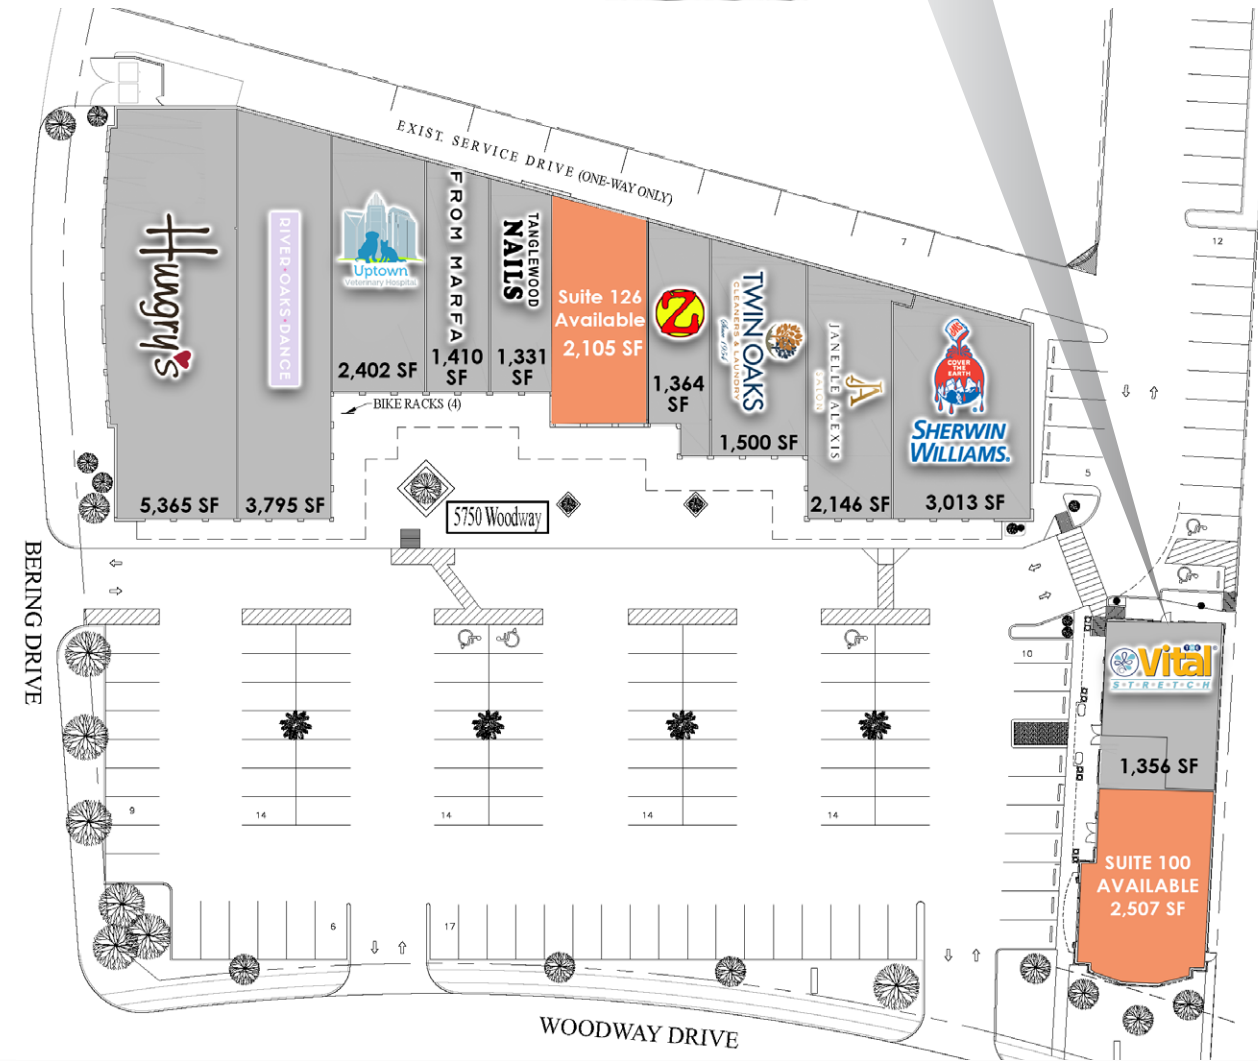 EXIST. SERVICE DRIVE (ONE-WAY ONLY)
7
12
Hungry's
5,365 SF
RIVER•OAKS•DANCE
3,795 SF
Uptown
Veterinary Hospital
2,402 SF
FROM MARFA
1,410
SF
TANGLEWOOD
NAILS
1,331
SF
Suite 126
Available
2,105 SF
Z
1,364
SF
TWIN OAKS
CLEANERS & LAUNDRY
Since 1954
1,500 SF
JANELLE ALEXIS
SALON
A
2,146 SF
SWP
COVER
THE
EARTH
SHERWIN
WILLIAMS.
3,013 SF
BIKE RACKS (4)
5750 Woodway
5
BERING DRIVE
10
THE
Vital
S•T•R•E•T•C•H
1,356 SF
SUITE 100
AVAILABLE
2,507 SF
9
14
14
14
14
6
17
WOODWAY DRIVE